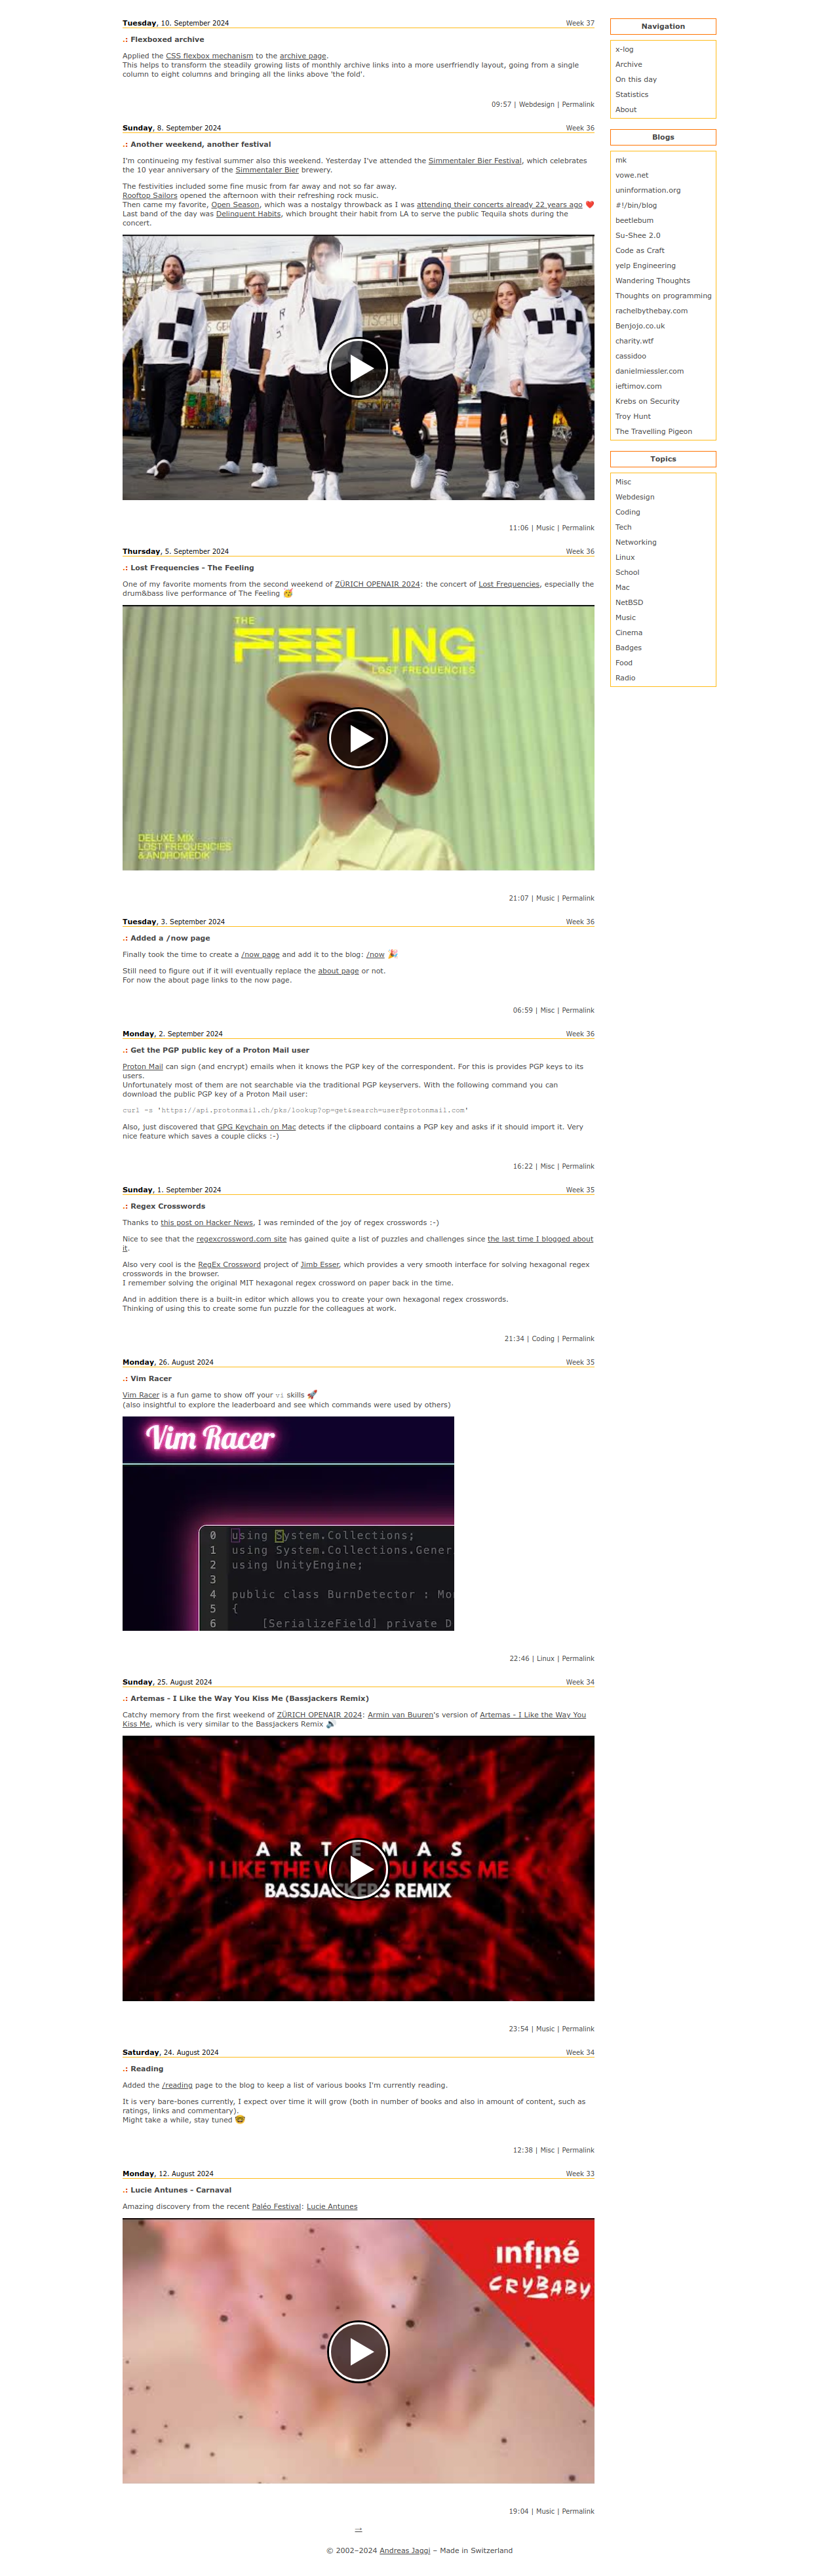 Tuesday, 10. September 2024 Week 37
.: Flexboxed archive
Applied the CSS flexbox mechanism to the archive page.
This helps to transform the steadily growing lists of monthly archive links into a more userfriendly layout, going from a single
column to eight columns and bringing all the links above 'the fold'.
09:57 | Webdesign | Permalink
Sunday, 8. September 2024 Week 36
.: Another weekend, another festival
I'm continueing my festival summer also this weekend. Yesterday I've attended the Simmentaler Bier Festival, which celebrates
the 10 year anniversary of the Simmentaler Bier brewery.
The festivities included some fine music from far away and not so far away.
Rooftop Sailors opened the afternoon with their refreshing rock music.
Then came my favorite, Open Season, which was a nostalgy throwback as I was attending their concerts already 22 years ago ❤️
Last band of the day was Delinquent Habits, which brought their habit from LA to serve the public Tequila shots during the
concert.
11:06 | Music | Permalink
Thursday, 5. September 2024 Week 36
.: Lost Frequencies - The Feeling
One of my favorite moments from the second weekend of ZÜRICH OPENAIR 2024: the concert of Lost Frequencies, especially the
drum&bass live performance of The Feeling 🥳
THE
FEELING
LOST FREQUENCIES
DELUXE MIX
LOST FREQUENCIES
& ANDROMEDIK
21:07 | Music | Permalink
Tuesday, 3. September 2024 Week 36
.: Added a /now page
Finally took the time to create a /now page and add it to the blog: /now 🎉
Still need to figure out if it will eventually replace the about page or not.
For now the about page links to the now page.
06:59 | Misc | Permalink
Monday, 2. September 2024 Week 36
.: Get the PGP public key of a Proton Mail user
Proton Mail can sign (and encrypt) emails when it knows the PGP key of the correspondent. For this is provides PGP keys to its
users.
Unfortunately most of them are not searchable via the traditional PGP keyservers. With the following command you can
download the public PGP key of a Proton Mail user:
curl -s 'https://api.protonmail.ch/pks/lookup?op=get&search=user@protonmail.com'
Also, just discovered that GPG Keychain on Mac detects if the clipboard contains a PGP key and asks if it should import it. Very
nice feature which saves a couple clicks :-)
16:22 | Misc | Permalink
Sunday, 1. September 2024 Week 35
.: Regex Crosswords
Thanks to this post on Hacker News, I was reminded of the joy of regex crosswords :-)
Nice to see that the regexcrossword.com site has gained quite a list of puzzles and challenges since the last time I blogged about
it.
Also very cool is the RegEx Crossword project of Jimb Esser, which provides a very smooth interface for solving hexagonal regex
crosswords in the browser.
I remember solving the original MIT hexagonal regex crossword on paper back in the time.
And in addition there is a built-in editor which allows you to create your own hexagonal regex crosswords.
Thinking of using this to create some fun puzzle for the colleagues at work.
21:34 | Coding | Permalink
Monday, 26. August 2024 Week 35
.: Vim Racer
Vim Racer is a fun game to show off your vi skills 🚀
(also insightful to explore the leaderboard and see which commands were used by others)
Vim Racer
0 using System.Collections;
1 using System.Collections.Gener
2 using UnityEngine;
3
4 public class BurnDetector : Mo
5 {
6 [SerializeField] private D
22:46 | Linux | Permalink
Sunday, 25. August 2024 Week 34
.: Artemas - I Like the Way You Kiss Me (Bassjackers Remix)
Catchy memory from the first weekend of ZÜRICH OPENAIR 2024: Armin van Buuren's version of Artemas - I Like the Way You
Kiss Me, which is very similar to the Bassjackers Remix 🔊
ARTEMAS
I LIKE THE WAY YOU KISS ME
BASSJACKERS REMIX
23:54 | Music | Permalink
Saturday, 24. August 2024 Week 34
.: Reading
Added the /reading page to the blog to keep a list of various books I'm currently reading.
It is very bare-bones currently, I expect over time it will grow (both in number of books and also in amount of content, such as
ratings, links and commentary).
Might take a while, stay tuned 🤓
12:38 | Misc | Permalink
Monday, 12. August 2024 Week 33
.: Lucie Antunes - Carnaval
Amazing discovery from the recent Paléo Festival: Lucie Antunes
infiné
CRYBABY
19:04 | Music | Permalink
→
© 2002–2024 Andreas Jaggi – Made in Switzerland
Navigation
x-log
Archive
On this day
Statistics
About
Blogs
mk
vowe.net
uninformation.org
#!/bin/blog
beetlebum
Su-Shee 2.0
Code as Craft
yelp Engineering
Wandering Thoughts
Thoughts on programming
rachelbythebay.com
Benjojo.co.uk
charity.wtf
cassidoo
danielmiessler.com
ieftimov.com
Krebs on Security
Troy Hunt
The Travelling Pigeon
Topics
Misc
Webdesign
Coding
Tech
Networking
Linux
School
Mac
NetBSD
Music
Cinema
Badges
Food
Radio